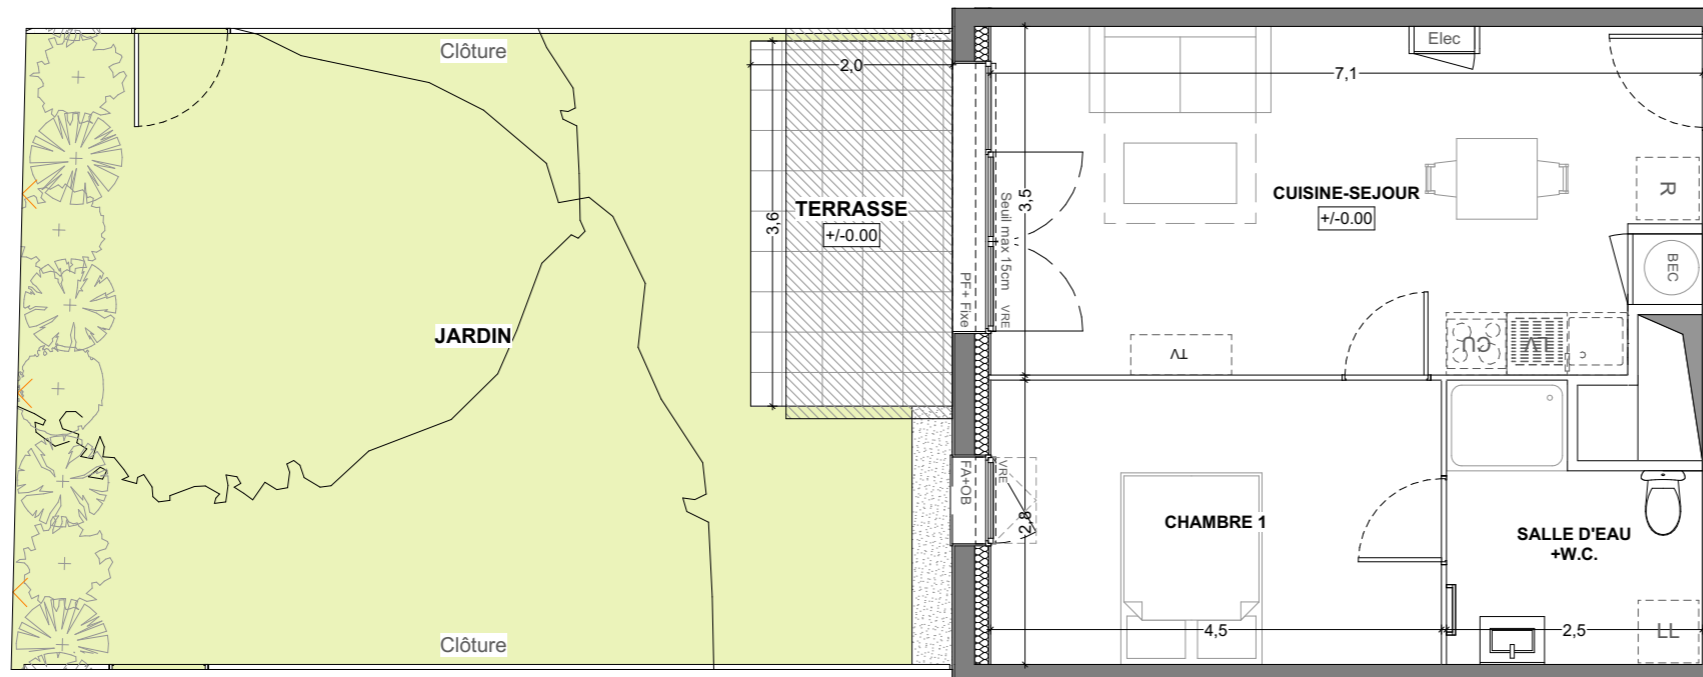 Clôture
Elec
2,0
7,1
CUISINE-SEJOUR
+/-0.00
R
TERRASSE
+/-0.00
3,6
3,5
Seuil max 15cm
VRE
PF+ Fixe
BEC
JARDIN
TV
CU
LV
FA+OB
VRE
2,8
CHAMBRE 1
SALLE D'EAU
+W.C.
Clôture
4,5
2,5
LL